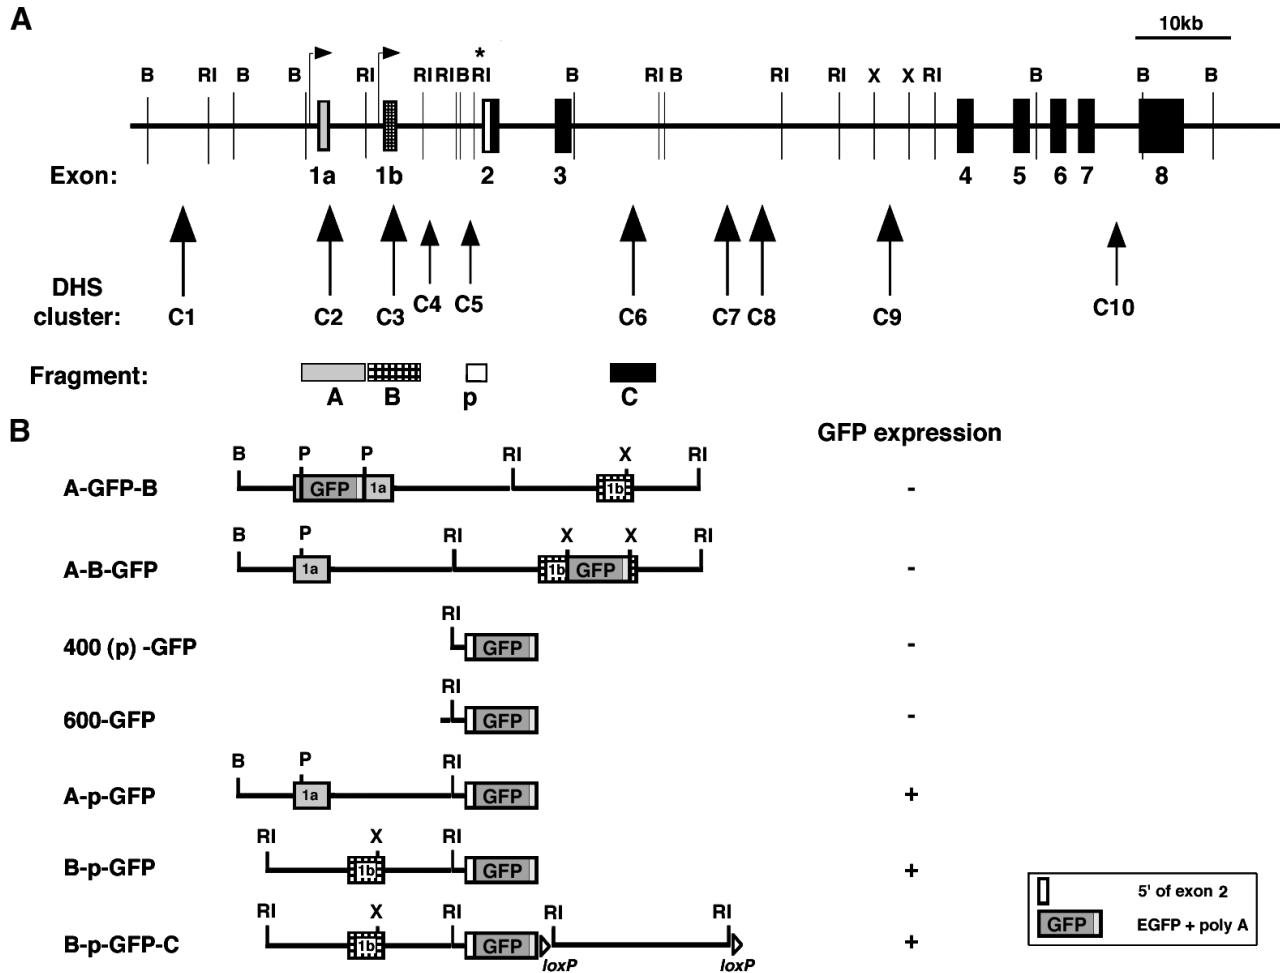 A
10kb
*
B RI B B RI RI RI B RI B RI B RI RI X X RI B B B
Exon: 1a 1b 2 3 4 5 6 7 8
DHS
cluster: C1 C2 C3 C4 C5 C6 C7 C8 C9 C10
Fragment:
A B p C
B
GFP expression
B P P RI X RI
A-GFP-B GFP 1a 1b -
B P RI X X RI
A-B-GFP 1a 1b GFP -
RI
400 (p) -GFP GFP -
RI
600-GFP GFP -
B P RI
A-p-GFP 1a GFP +
RI X RI
B-p-GFP 1b GFP +
RI X RI RI RI
B-p-GFP-C 1b GFP +
loxP loxP
5' of exon 2
GFP EGFP + poly A